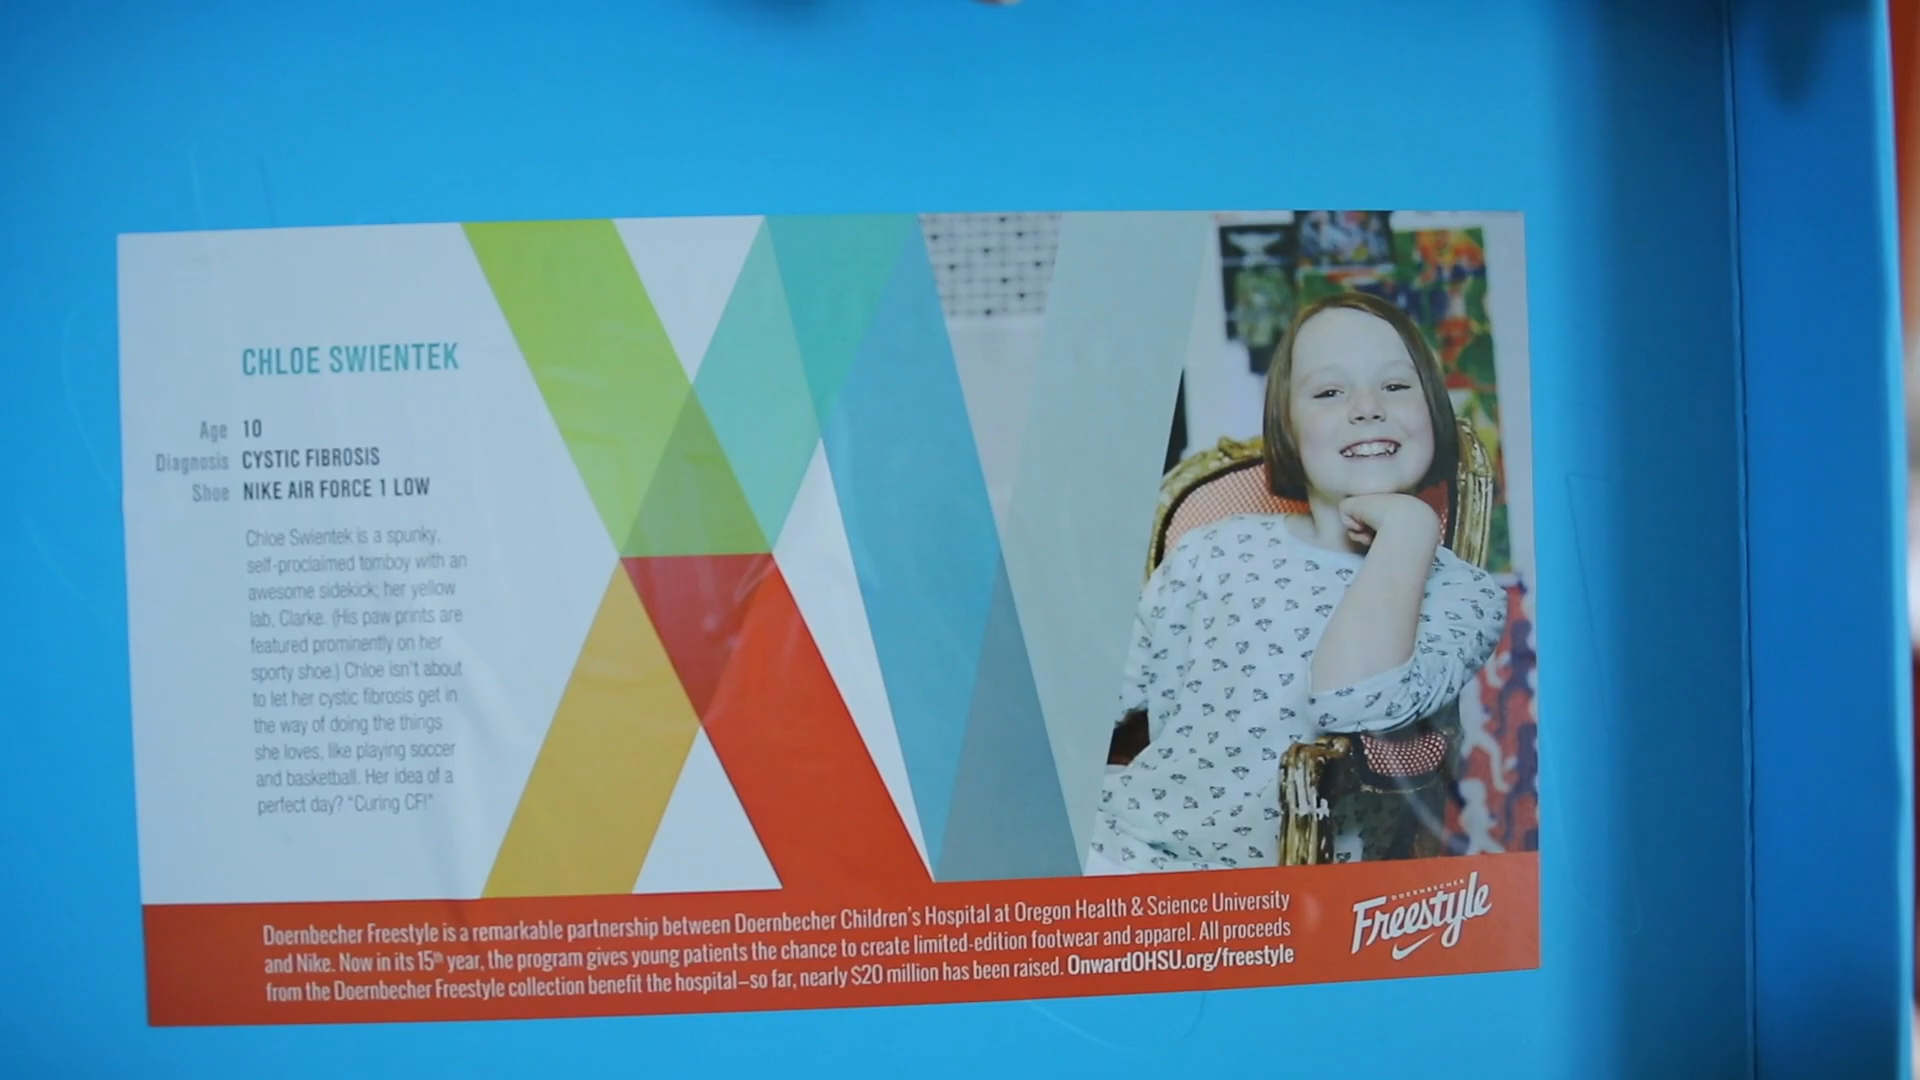 CHLOE SWIENTEK
Age 10
Diagnosis CYSTIC FIBROSIS
Shoe NIKE AIR FORCE 1 LOW
Chloe Swientek is a spunky,
self-proclaimed tomboy with an
awesome sidekick; her yellow
lab, Clarke. (His paw prints are
featured prominently on her
sporty shoe.) Chloe isn't about
to let her cystic fibrosis get in
the way of doing the things
she loves, like playing soccer
and basketball. Her idea of a
perfect day? "Curing CF!"
Doernbecher Freestyle is a remarkable partnership between Doernbecher Children's Hospital at Oregon Health & Science University
and Nike. Now in its 15th year, the program gives young patients the chance to create limited-edition footwear and apparel. All proceeds
from the Doernbecher Freestyle collection benefit the hospital—so far, nearly $20 million has been raised. OnwardOHSU.org/freestyle
DOERNBECHER
Freestyle